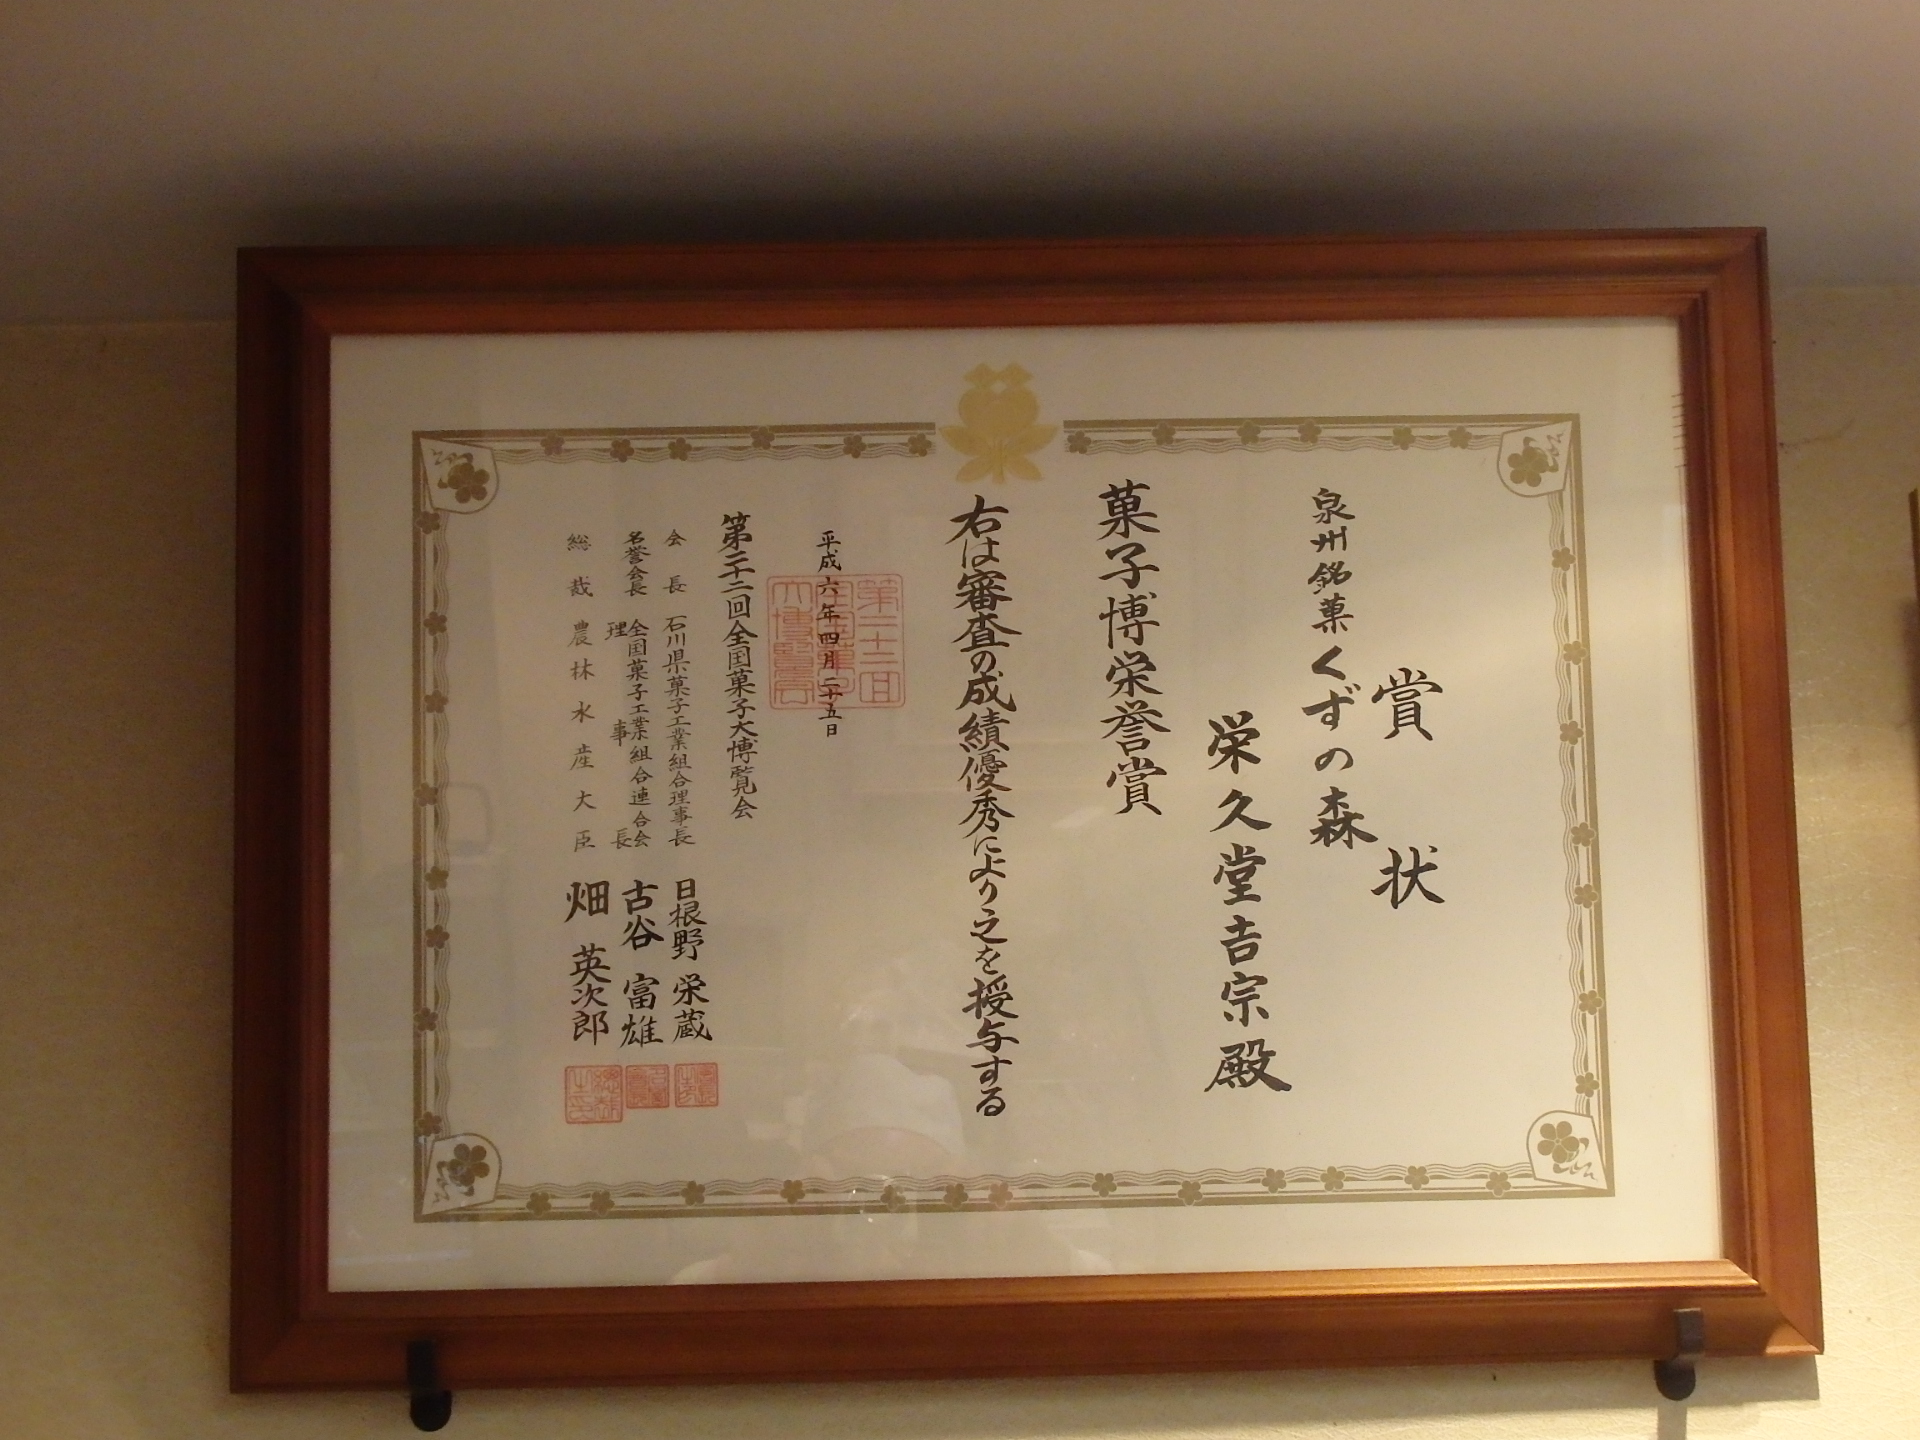 賞状
泉州銘菓くずの森
栄久堂吉宗殿
菓子博栄誉賞
右は審査の成績優秀により之を授与する
平成六年四月二十五日
第二十二回全国菓子大博覧会
会長 石川県菓子工業組合理事長 日根野栄蔵
名誉会長 全国菓子工業組合連合会理事長 古谷富雄
総裁 農林水産大臣 畑英次郎